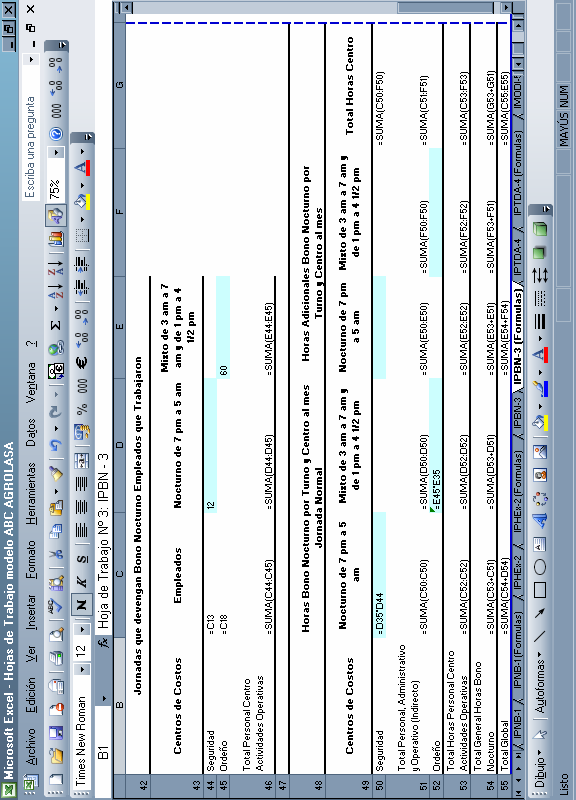 Microsoft Excel - Hojas de Trabajo modelo ABC AGROLASA
Archivo Edición Ver Insertar Formato Herramientas Datos Ventana ?
Escriba una pregunta
75%
Times New Roman 12 N K S % € 000
B1 fx Hoja de Trabajo Nº 3: IPBN - 3
B C D E F G
42 Jornadas que devengan Bono Nocturno Empleados que Trabajaron
43 Centros de Costos Empleados Nocturno de 7 pm a 5 am Mixto de 3 am a 7
am y de 1 pm a 4
1/2 pm
44 Seguridad =C13 12
45 Ordeño =C18 60
Total Personal Centro
46 Actividades Operativas =SUMA(C44:C45) =SUMA(D44:D45) =SUMA(E44:E45)
47
48 Horas Bono Nocturno por Turno y Centro al mes
Jornada Normal
Horas Adicionales Bono Nocturno por
Turno y Centro al mes
49 Centros de Costos Nocturno de 7 pm a 5
am
Mixto de 3 am a 7 am y
de 1 pm a 4 1/2 pm
Nocturno de 7 pm
a 5 am
Mixto de 3 am a 7 am y
de 1 pm a 4 1/2 pm
Total Horas Centro
50 Seguridad =D35*D44 =SUMA(C50:F50)
Total Personal, Administrativo
51 y Operativo (Indirecto) =SUMA(C50:C50) =SUMA(D50:D50) =SUMA(E50:E50) =SUMA(F50:F50) =SUMA(C51:F51)
52 Ordeño =E45*E35
Total Horas Personal Centro
53 Actividades Operativas =SUMA(C52:C52) =SUMA(D52:D52) =SUMA(E52:E52) =SUMA(F52:F52) =SUMA(C53:F53)
Total General Horas Bono
54 Nocturno =SUMA(C53+C51) =SUMA(D53+D51) =SUMA(E53+E51) =SUMA(F53+F51) =SUMA(G53+G51)
55 Total Global =SUMA(C54+D54) =SUMA(E54+F54) =SUMA(C55:E55)
IPNB-1 IPNB-1 (Formulas) IPHEx-2 IPHEx-2 (Formulas) IPBN-3 IPBN-3 (Formulas) IPTDA-4 IPTDA-4 (Formulas)
Dibujo Autoformas
Listo MAYÚS NUM